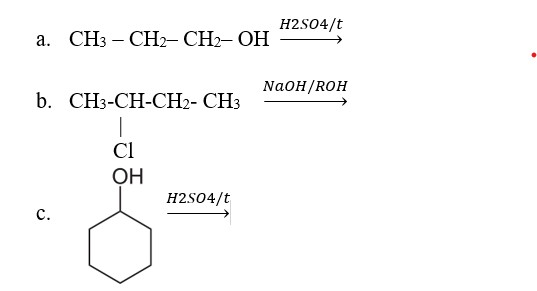 a. CH3 – CH2– CH2– OH H2SO4/t
b. CH3-CH-CH2- CH3 NaOH/ROH
Cl
OH
c. H2SO4/t